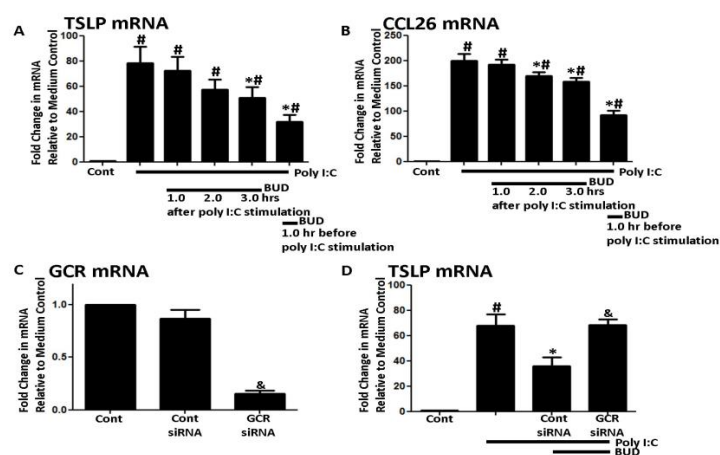 A TSLP mRNA
Fold Change in mRNA
Relative to Medium Control
100
80
60
40
20
0
#
#
#
*#
*#
Cont
Poly I:C
BUD
1.0 2.0 3.0 hrs
after poly I:C stimulation
BUD
1.0 hr before
poly I:C stimulation
B CCL26 mRNA
Fold Change in mRNA
Relative to Medium Control
250
200
150
100
50
0
#
#
*#
*#
*#
Cont
Poly I:C
BUD
1.0 2.0 3.0 hrs
after poly I:C stimulation
BUD
1.0 hr before
poly I:C stimulation
C GCR mRNA
Fold Change in mRNA
Relative to Medium Control
1.0
0.5
0.0
&
Cont
Cont
siRNA
GCR
siRNA
D TSLP mRNA
Fold Change in mRNA
Relative to Medium Control
100
80
60
40
20
0
#
*
&
Cont
Cont
siRNA
GCR
siRNA
Poly I:C
BUD